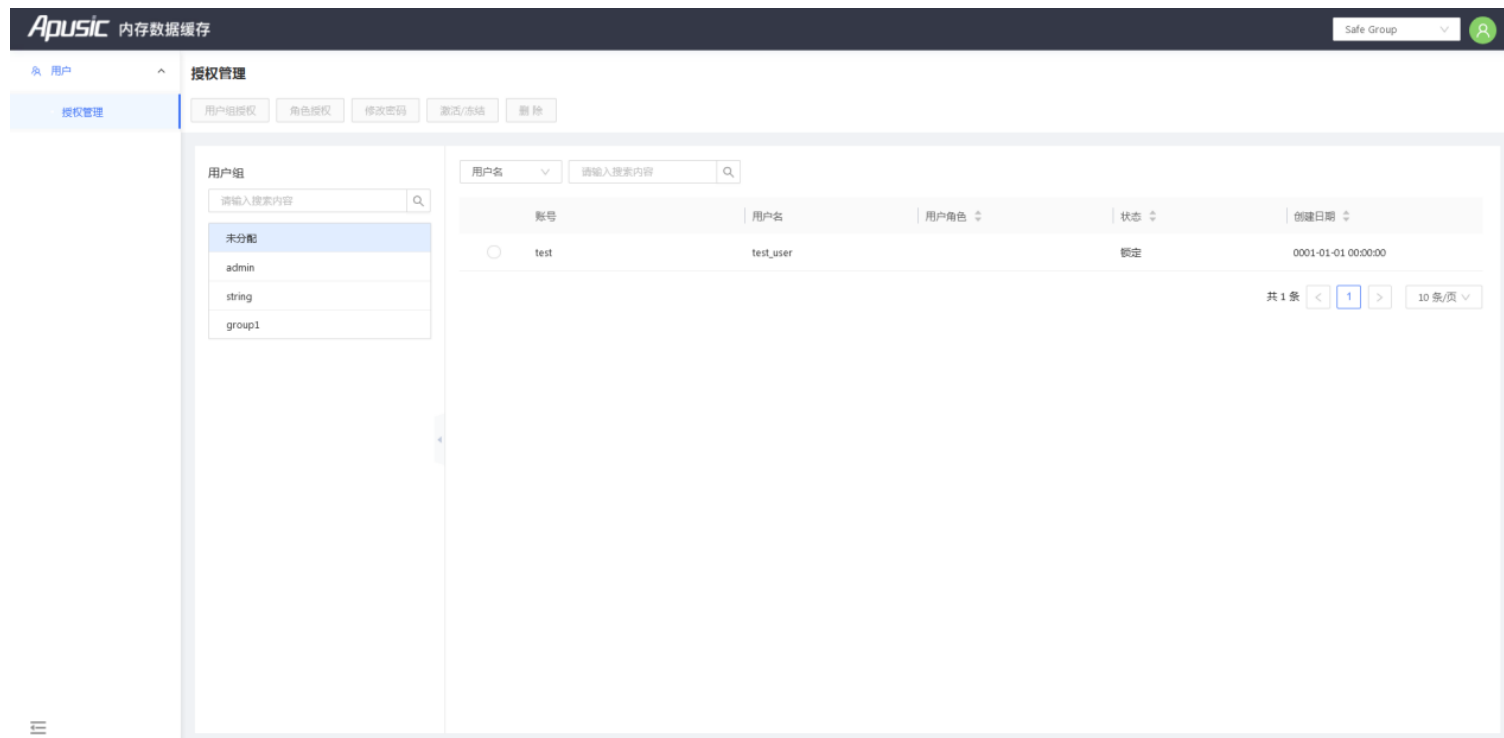 Apusic 内存数据缓存
Safe Group
用户
授权管理
授权管理
用户组授权 角色授权 修改密码 激活/冻结 删除
用户组
请输入搜索内容
未分配
admin
string
group1
用户名 请输入搜索内容
账号 用户名 用户角色 状态 创建日期
test test_user 锁定 0001-01-01 00:00:00
共 1 条 < 1 > 10 条/页